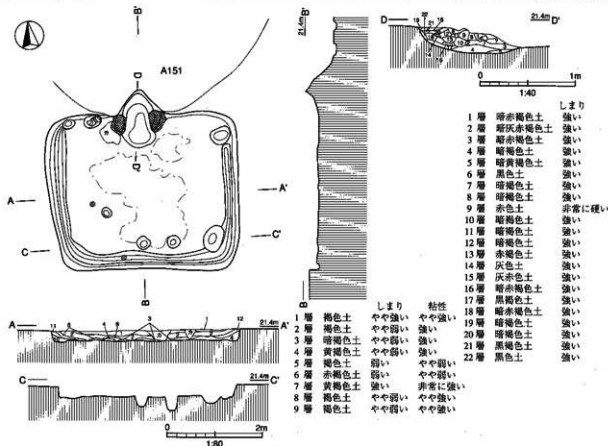 B'
A151
D
D'
A
A'
C
C'
B
A
11
12
21.4m
A'
C
21.4m
C'
0
2m
1:80
B'
21.4m
B
しまり 粘性
1 層 褐色土 やや強い やや強い
2 層 褐色土 やや弱い 強い
3 層 暗褐色土 やや弱い 強い
4 層 黄褐色土 やや弱い 強い
5 層 褐色土 弱い やや弱い
6 層 赤褐色土 弱い やや弱い
7 層 黄褐色土 強い 非常に強い
8 層 褐色土 やや弱い やや強い
9 層 褐色土 やや弱い やや強い
D
21.4m
D'
0
1m
1:40
しまり
1 層 暗赤褐色土 強い
2 層 暗灰赤褐色土 強い
3 層 暗赤褐色土 強い
4 層 暗褐色土 強い
5 層 暗黄褐色土 強い
6 層 黒色土 強い
7 層 暗褐色土 強い
8 層 暗褐色土 強い
9 層 赤色土 非常に硬い
10 層 暗褐色土 強い
11 層 暗褐色土 強い
12 層 暗褐色土 強い
13 層 赤褐色土 強い
14 層 灰色土 強い
15 層 灰赤色土 強い
16 層 暗赤褐色土 強い
17 層 黒褐色土 強い
18 層 暗赤褐色土 強い
19 層 暗褐色土 強い
20 層 暗褐色土 強い
21 層 黒褐色土 強い
22 層 黒色土 強い